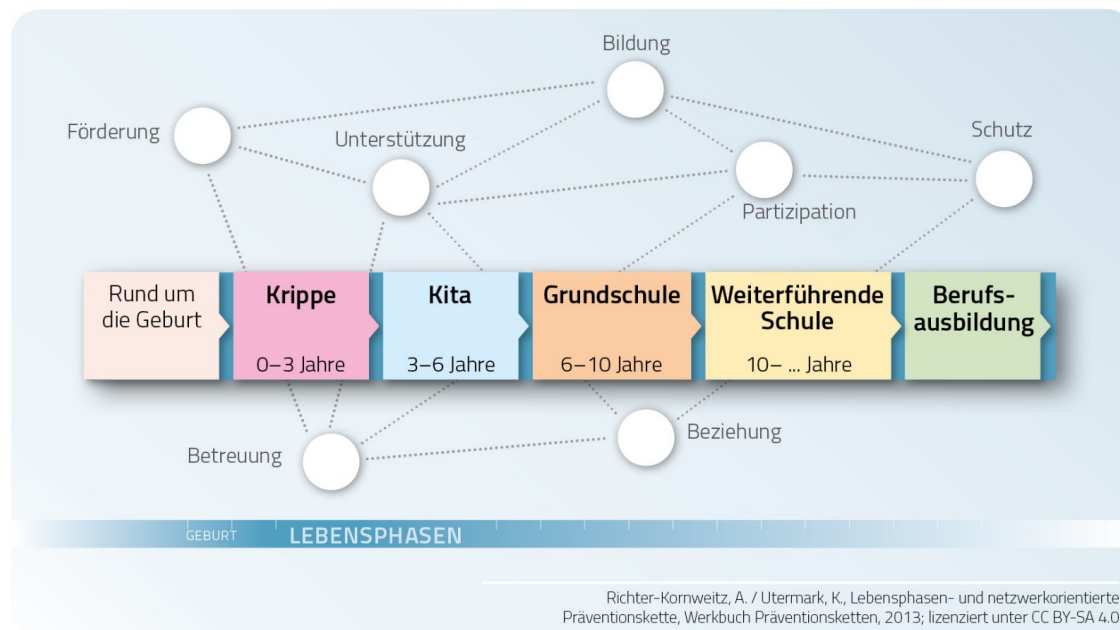 Bildung
Förderung
Unterstützung
Schutz
Partizipation
Rund um
die Geburt
Krippe
0–3 Jahre
Kita
3–6 Jahre
Grundschule
6–10 Jahre
Weiterführende
Schule
10– ... Jahre
Berufs-
ausbildung
Betreuung
Beziehung
GEBURT
LEBENSPHASEN
Richter-Kornweitz, A. / Utermark, K., Lebensphasen- und netzwerkorientierte
Präventionskette, Werkbuch Präventionsketten, 2013; lizenziert unter CC BY-SA 4.0